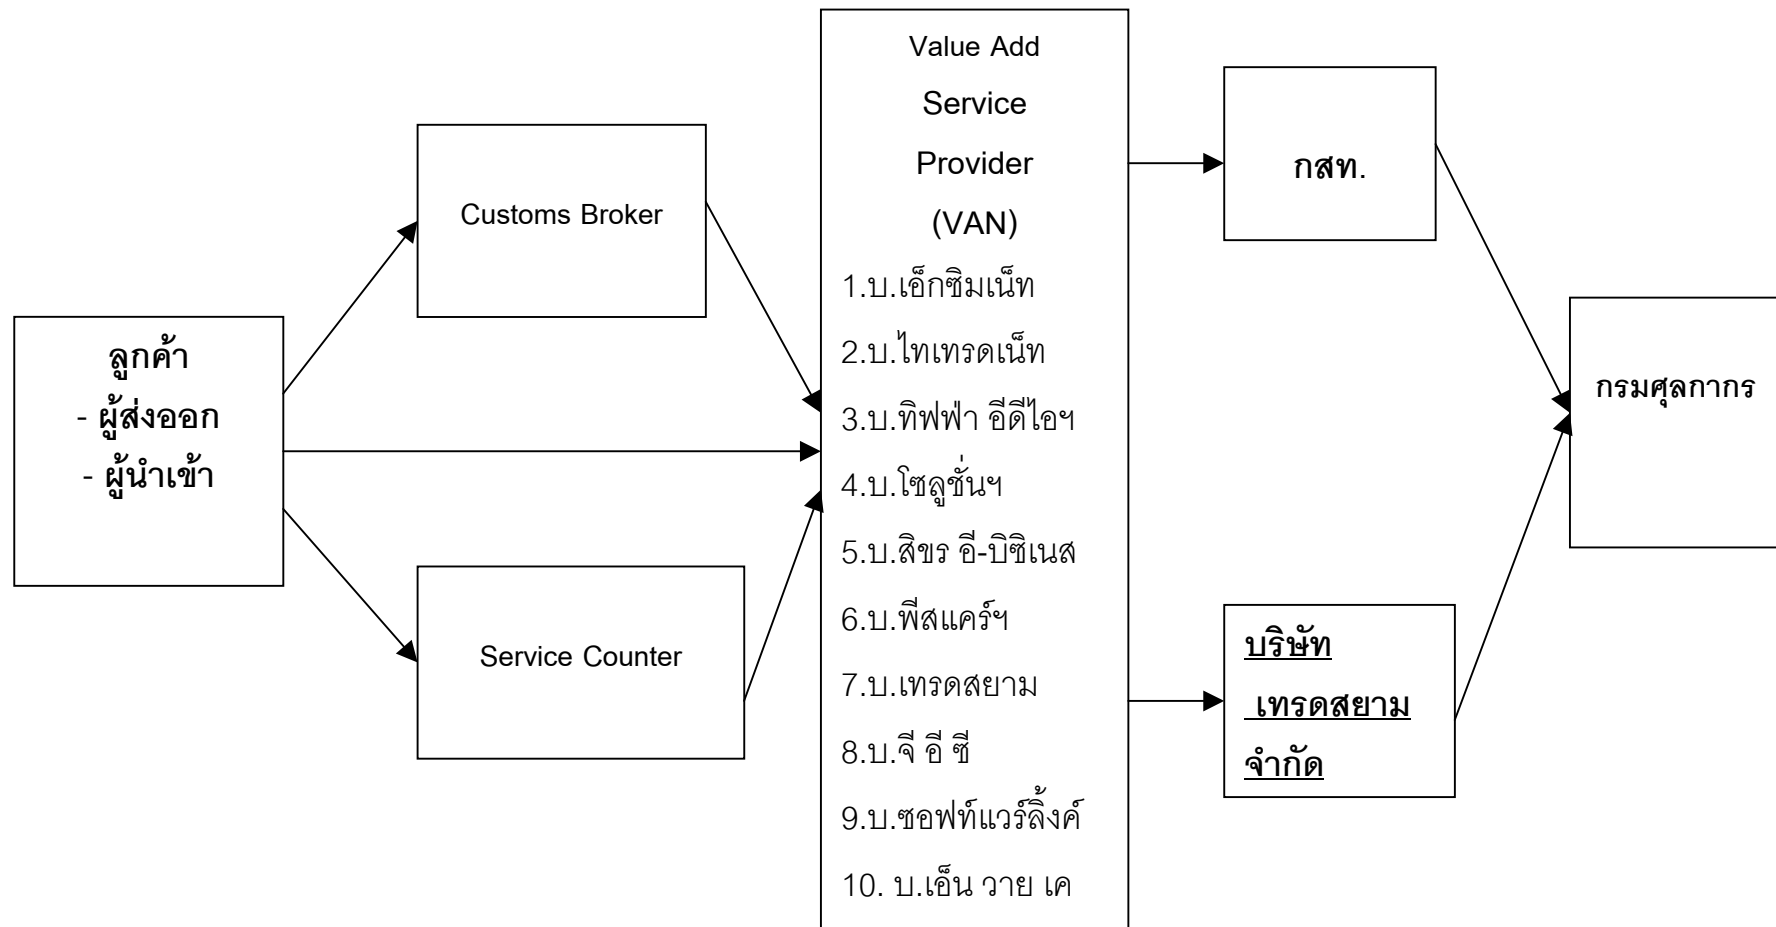 ลูกค้า
- ผู้ส่งออก
- ผู้นำเข้า
Customs Broker
Service Counter
Value Add
Service
Provider
(VAN)
1.บ.เอ็กซิมเน็ท
2.บ.ไทเทรดเน็ท
3.บ.ทิฟฟ่า อีดีไอฯ
4.บ.โซลูชั่นฯ
5.บ.สิขร อี-บิซิเนส
6.บ.พีสแคร์ฯ
7.บ.เทรดสยาม
8.บ.จี อี ซี
9.บ.ซอฟท์แวร์ลิ้งค์
10. บ.เอ็น วาย เค
กสท.
บริษัท
เทรดสยาม
จำกัด
กรมศุลกากร